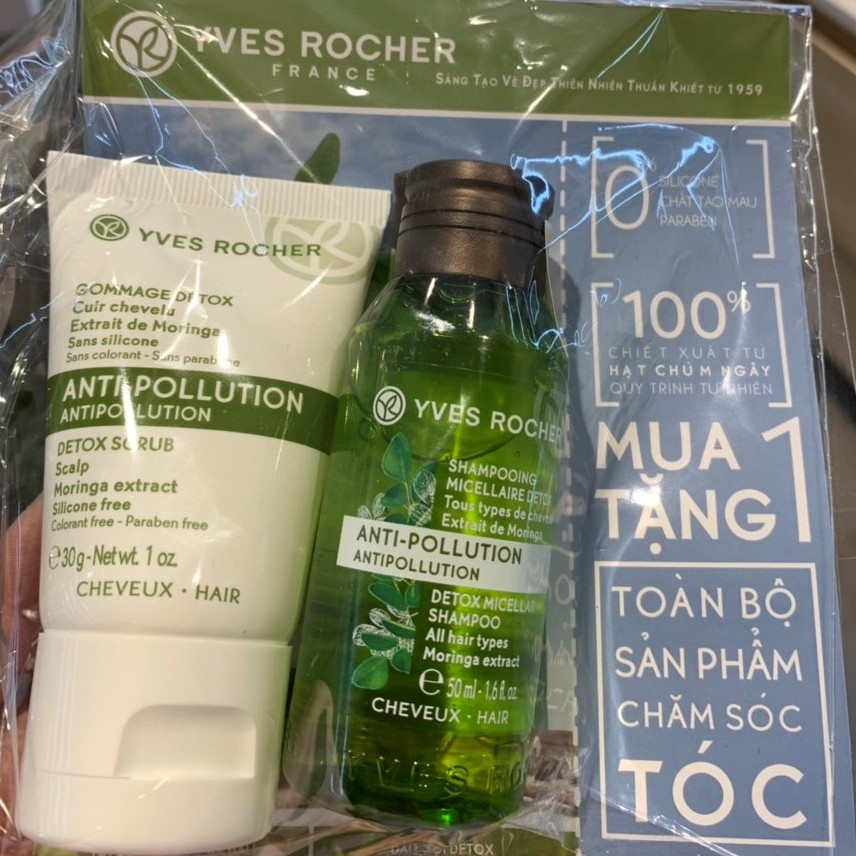 YVES ROCHER
FRANCE
SÁNG TẠO VẺ ĐẸP THIÊN NHIÊN THUẦN KHIẾT TỪ 1959
YVES ROCHER
GOMMAGE DETOX
Cuir chevelu
Extrait de Moringa
Sans silicone
Sans colorant - Sans parabène
ANTI-POLLUTION
ANTIPOLLUTION
DETOX SCRUB
Scalp
Moringa extract
Silicone free
Colorant free - Paraben free
℮ 30g - Net wt. 1 oz.
CHEVEUX • HAIR
YVES ROCHER
SHAMPOOING
MICELLAIRE DETOX
Tous types de cheveux
Extrait de Moringa
ANTI-POLLUTION
ANTIPOLLUTION
DETOX MICELLAR
SHAMPOO
All hair types
Moringa extract
℮ 50 ml - 1.6 fl. oz.
CHEVEUX • HAIR
YVES RO
0%
SILICONE
CHẤT TẠO MÀU
PARABEN
100%
CHIẾT XUẤT TỪ
HẠT CHÙM NGÂY
QUY TRÌNH TỰ NHIÊN
MUA 1
TẶNG 1
TOÀN BỘ
SẢN PHẨM
CHĂM SÓC
TÓC
DETOX